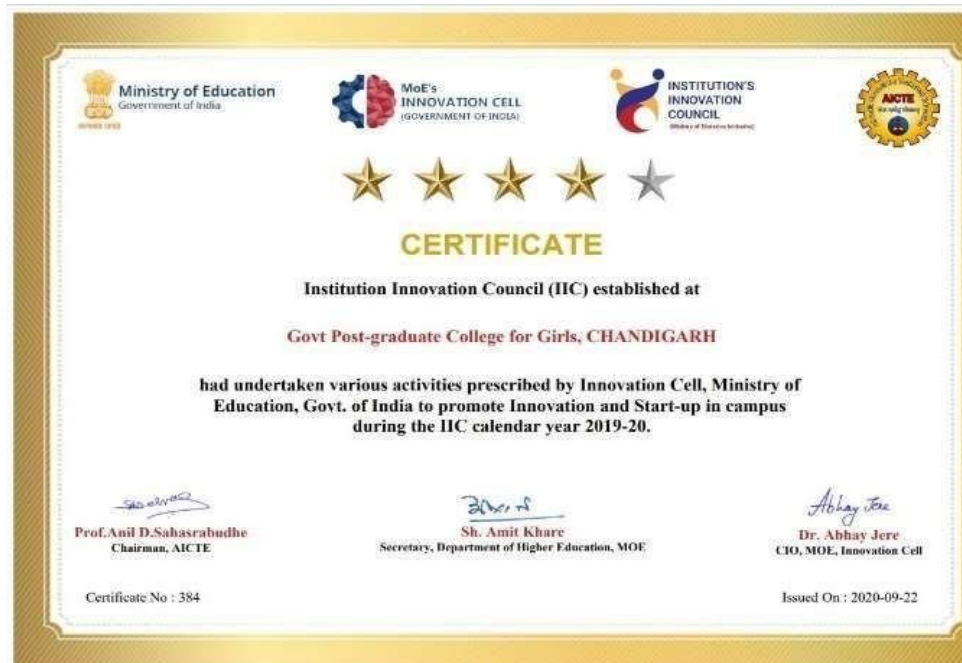 Ministry of Education
Government of India
MoE's
INNOVATION CELL
(GOVERNMENT OF INDIA)
INSTITUTION'S
INNOVATION
COUNCIL
(Ministry of Education Initiative)
AICTE
CERTIFICATE
Institution Innovation Council (IIC) established at
Govt Post-graduate College for Girls, CHANDIGARH
had undertaken various activities prescribed by Innovation Cell, Ministry of
Education, Govt. of India to promote Innovation and Start-up in campus
during the IIC calendar year 2019-20.
Abhay Jere
Prof.Anil D.Sahasrabudhe
Chairman, AICTE
Sh. Amit Khare
Secretary, Department of Higher Education, MOE
Dr. Abhay Jere
CIO, MOE, Innovation Cell
Certificate No : 384
Issued On : 2020-09-22